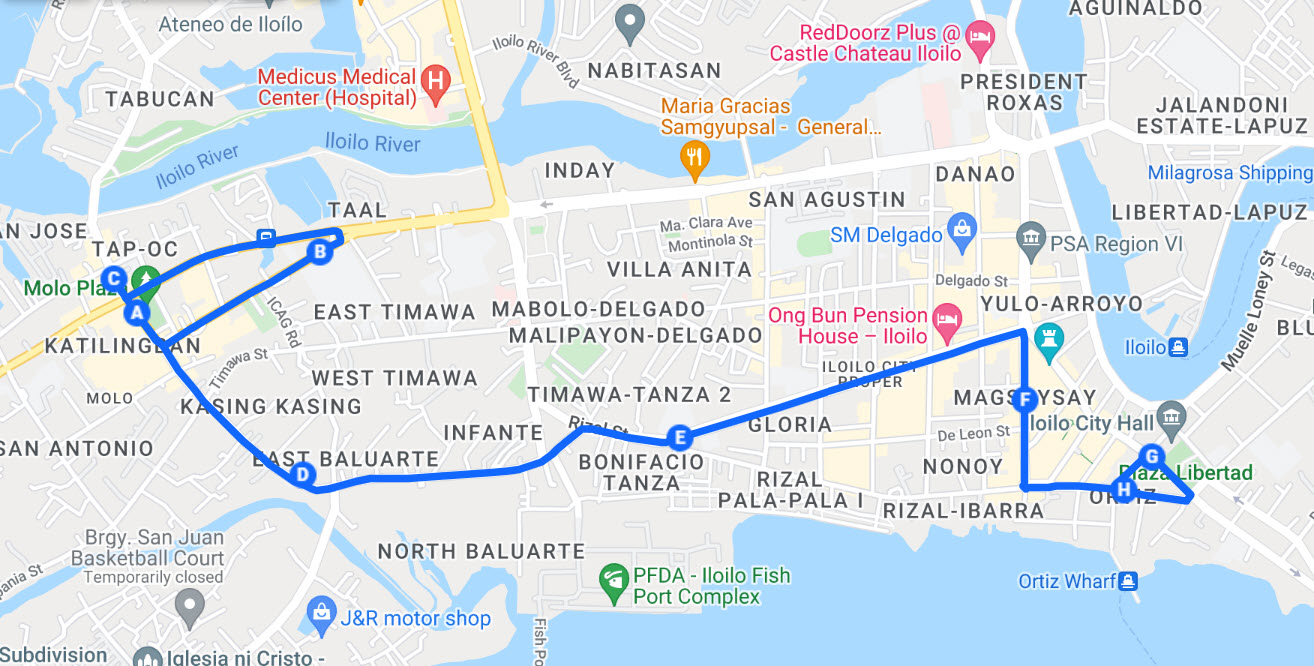 Ateneo de Iloílo
AGUINALDO
RedDoorz Plus @
Castle Chateau Iloilo
Iloilo River Blvd
NABITASAN
Medicus Medical
Center (Hospital)
H
PRESIDENT
ROXAS
TABUCAN
Maria Gracias
Samgyupsal - General...
JALANDONI
ESTATE-LAPUZ
Iloilo River
Iloilo River
INDAY
DANAO
Milagrosa Shipping
SAN AGUSTIN
TAAL
LIBERTAD-LAPUZ
AN JOSE
TAP-OC
Ma. Clara Ave
Montinola St
SM Delgado
PSA Region VI
B
C
Molo Plaz
VILLA ANITA
Delgado St
Legas
A
ICAG Rd
EAST TIMAWA
MABOLO-DELGADO
YULO-ARROYO
Muelle Loney St
MALIPAYON-DELGADO
Ong Bun Pension
House – Iloilo
BLU
KATILINGBAN
Timawa St
Iloilo
ILOILO CITY
PROPER
WEST TIMAWA
MOLO
TIMAWA-TANZA 2
MAGSAYSAY
F
KASING KASING
Rizal St
E
GLORIA
INFANTE
De Leon St
Iloilo City Hall
SAN ANTONIO
EAST BALUARTE
D
BONIFACIO
TANZA
NONOY
G
Plaza Libertad
RIZAL
PALA-PALA I
H
ORTIZ
RIZAL-IBARRA
Brgy. San Juan
Basketball Court
Temporarily closed
NORTH BALUARTE
pania St
PFDA - Iloilo Fish
Port Complex
Ortiz Wharf
J&R motor shop
Fish Po
Subdivision
Iglesia ni Cristo -